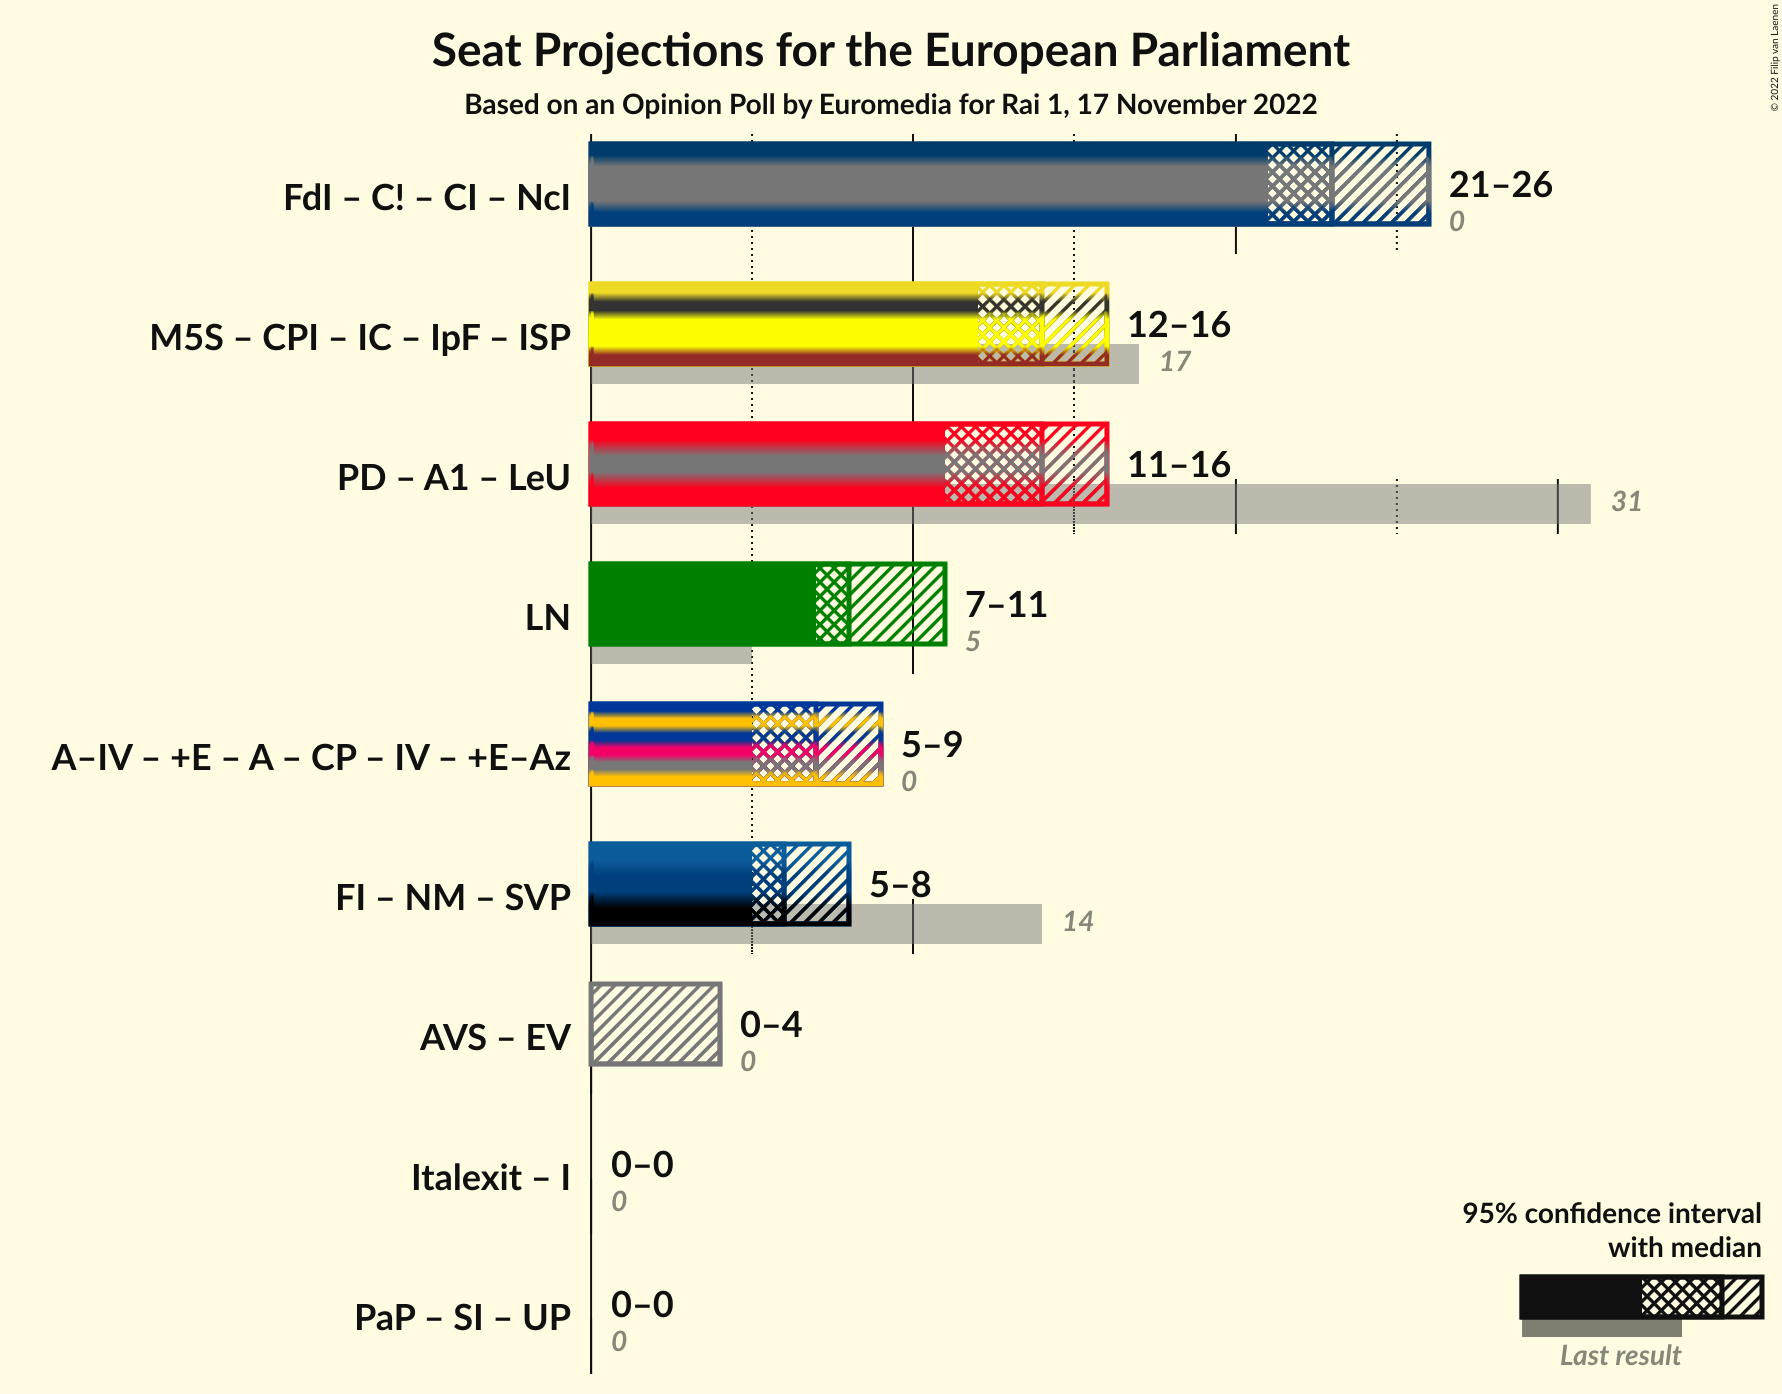 Seat Projections for the European Parliament
Based on an Opinion Poll by Euromedia for Rai 1, 17 November 2022
© 2022 Filip van Laenen
FdI – C! – CI – NcI
21–26
0
M5S – CPI – IC – IpF – ISP
12–16
17
PD – A1 – LeU
11–16
31
LN
7–11
5
A–IV – +E – A – CP – IV – +E–Az
5–9
0
FI – NM – SVP
5–8
14
AVS – EV
0–4
0
Italexit – I
0–0
0
PaP – SI – UP
0–0
0
95% confidence interval
with median
Last result